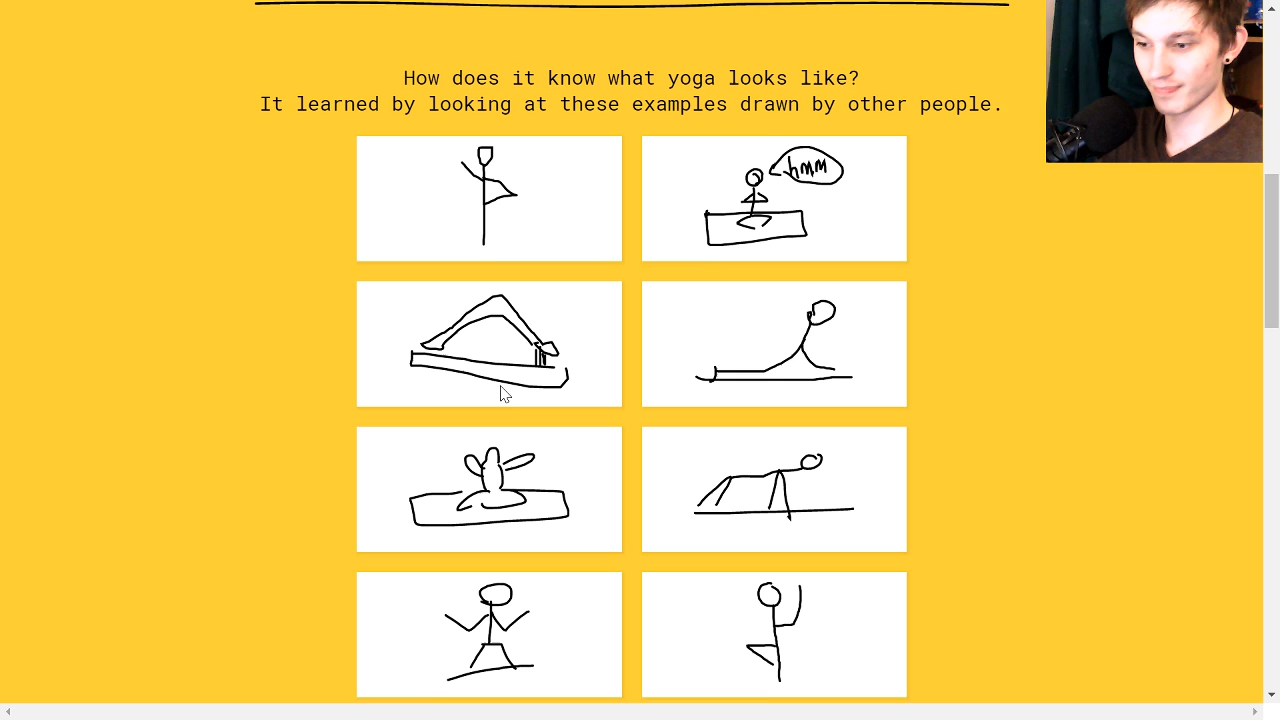 How does it know what yoga looks like?
It learned by looking at these examples drawn by other people.
hmm